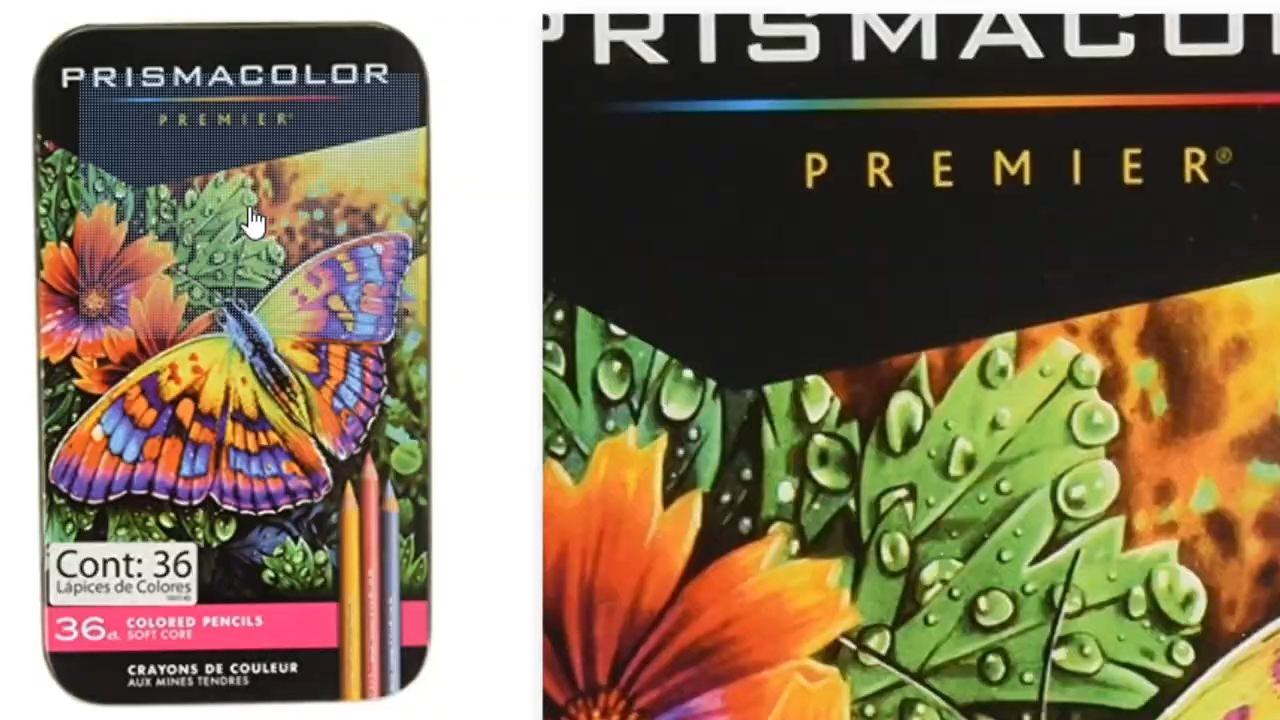 PRISMACOLOR
PREMIER®
Cont: 36
Lápices de Colores
36 ct. COLORED PENCILS
SOFT CORE
CRAYONS DE COULEUR
AUX MINES TENDRES
PRISMACO
PREMIER®